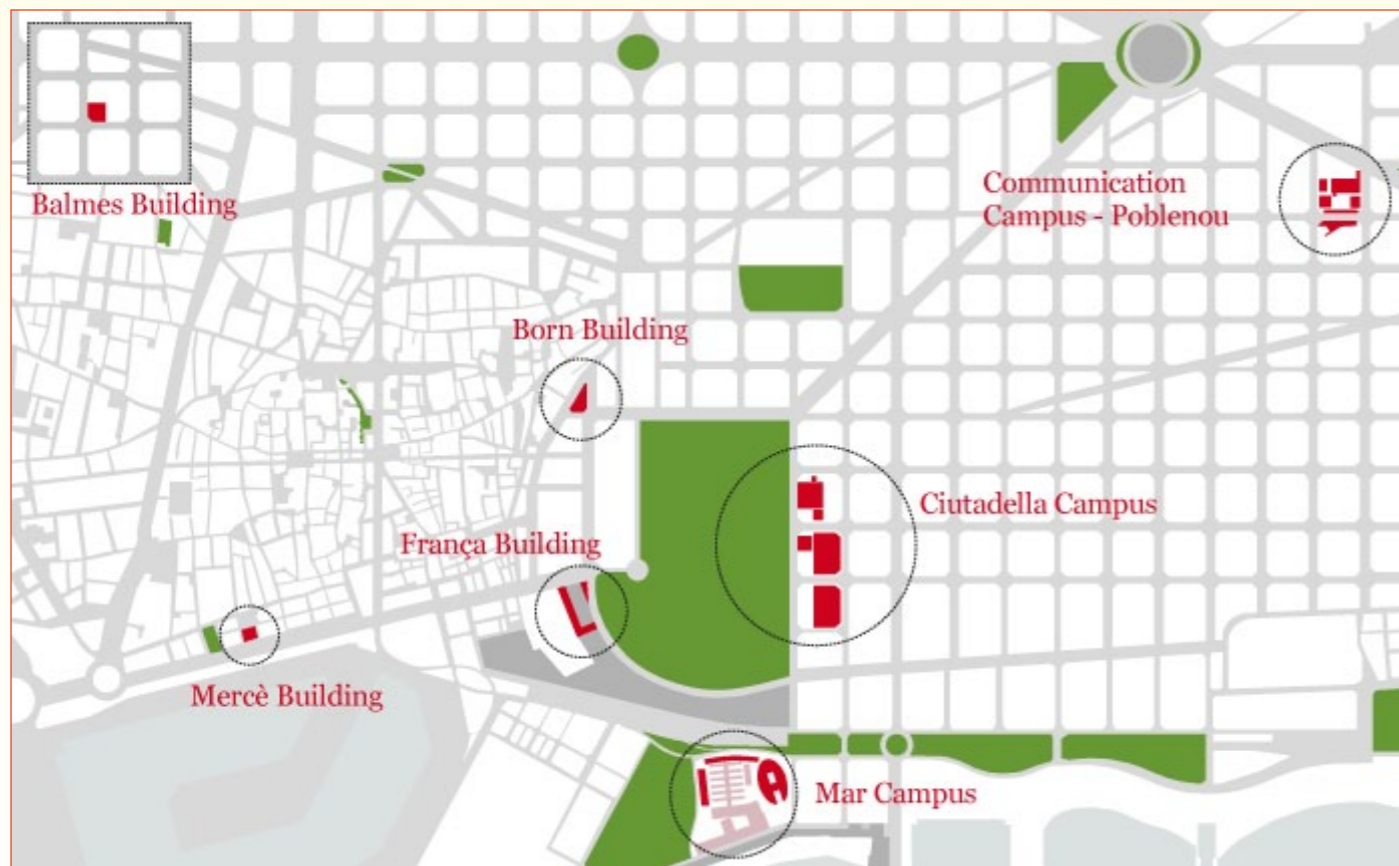 Balmes Building
Communication
Campus - Poblenou
Born Building
Ciutadella Campus
França Building
Mercè Building
Mar Campus